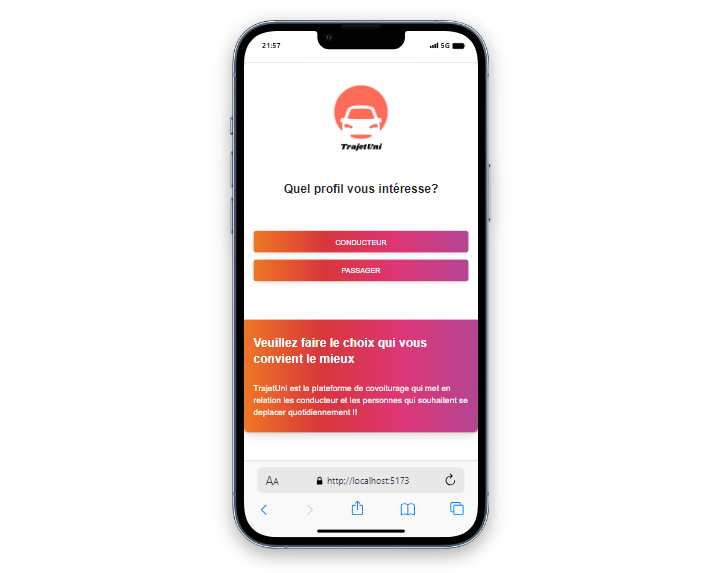 21:57
5G
TrajetUni
Quel profil vous intéresse?
CONDUCTEUR
PASSAGER
Veuillez faire le choix qui vous
convient le mieux
TrajetUni est la plateforme de covoiturage qui met en
relation les conducteur et les personnes qui souhaitent se
deplacer quotidiennement !!
AA
http://localhost:5173